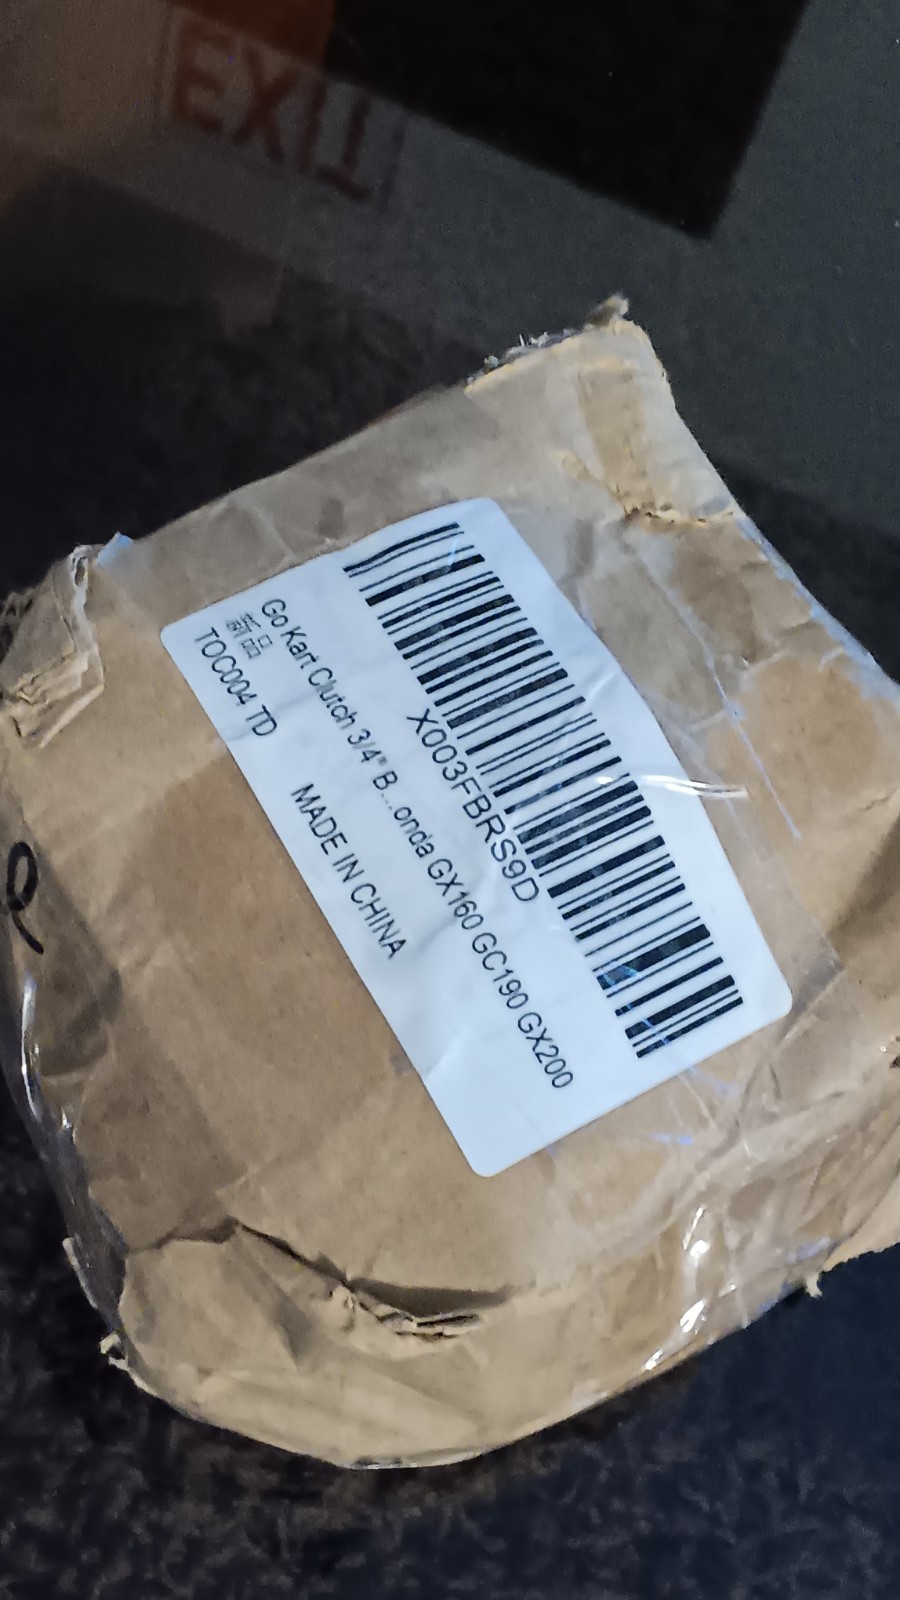 EXIT
X003FBRS9D
Go Kart Clutch 3/4" B...onda GX160 GC190 GX200
新品
TOC004 TD
MADE IN CHINA